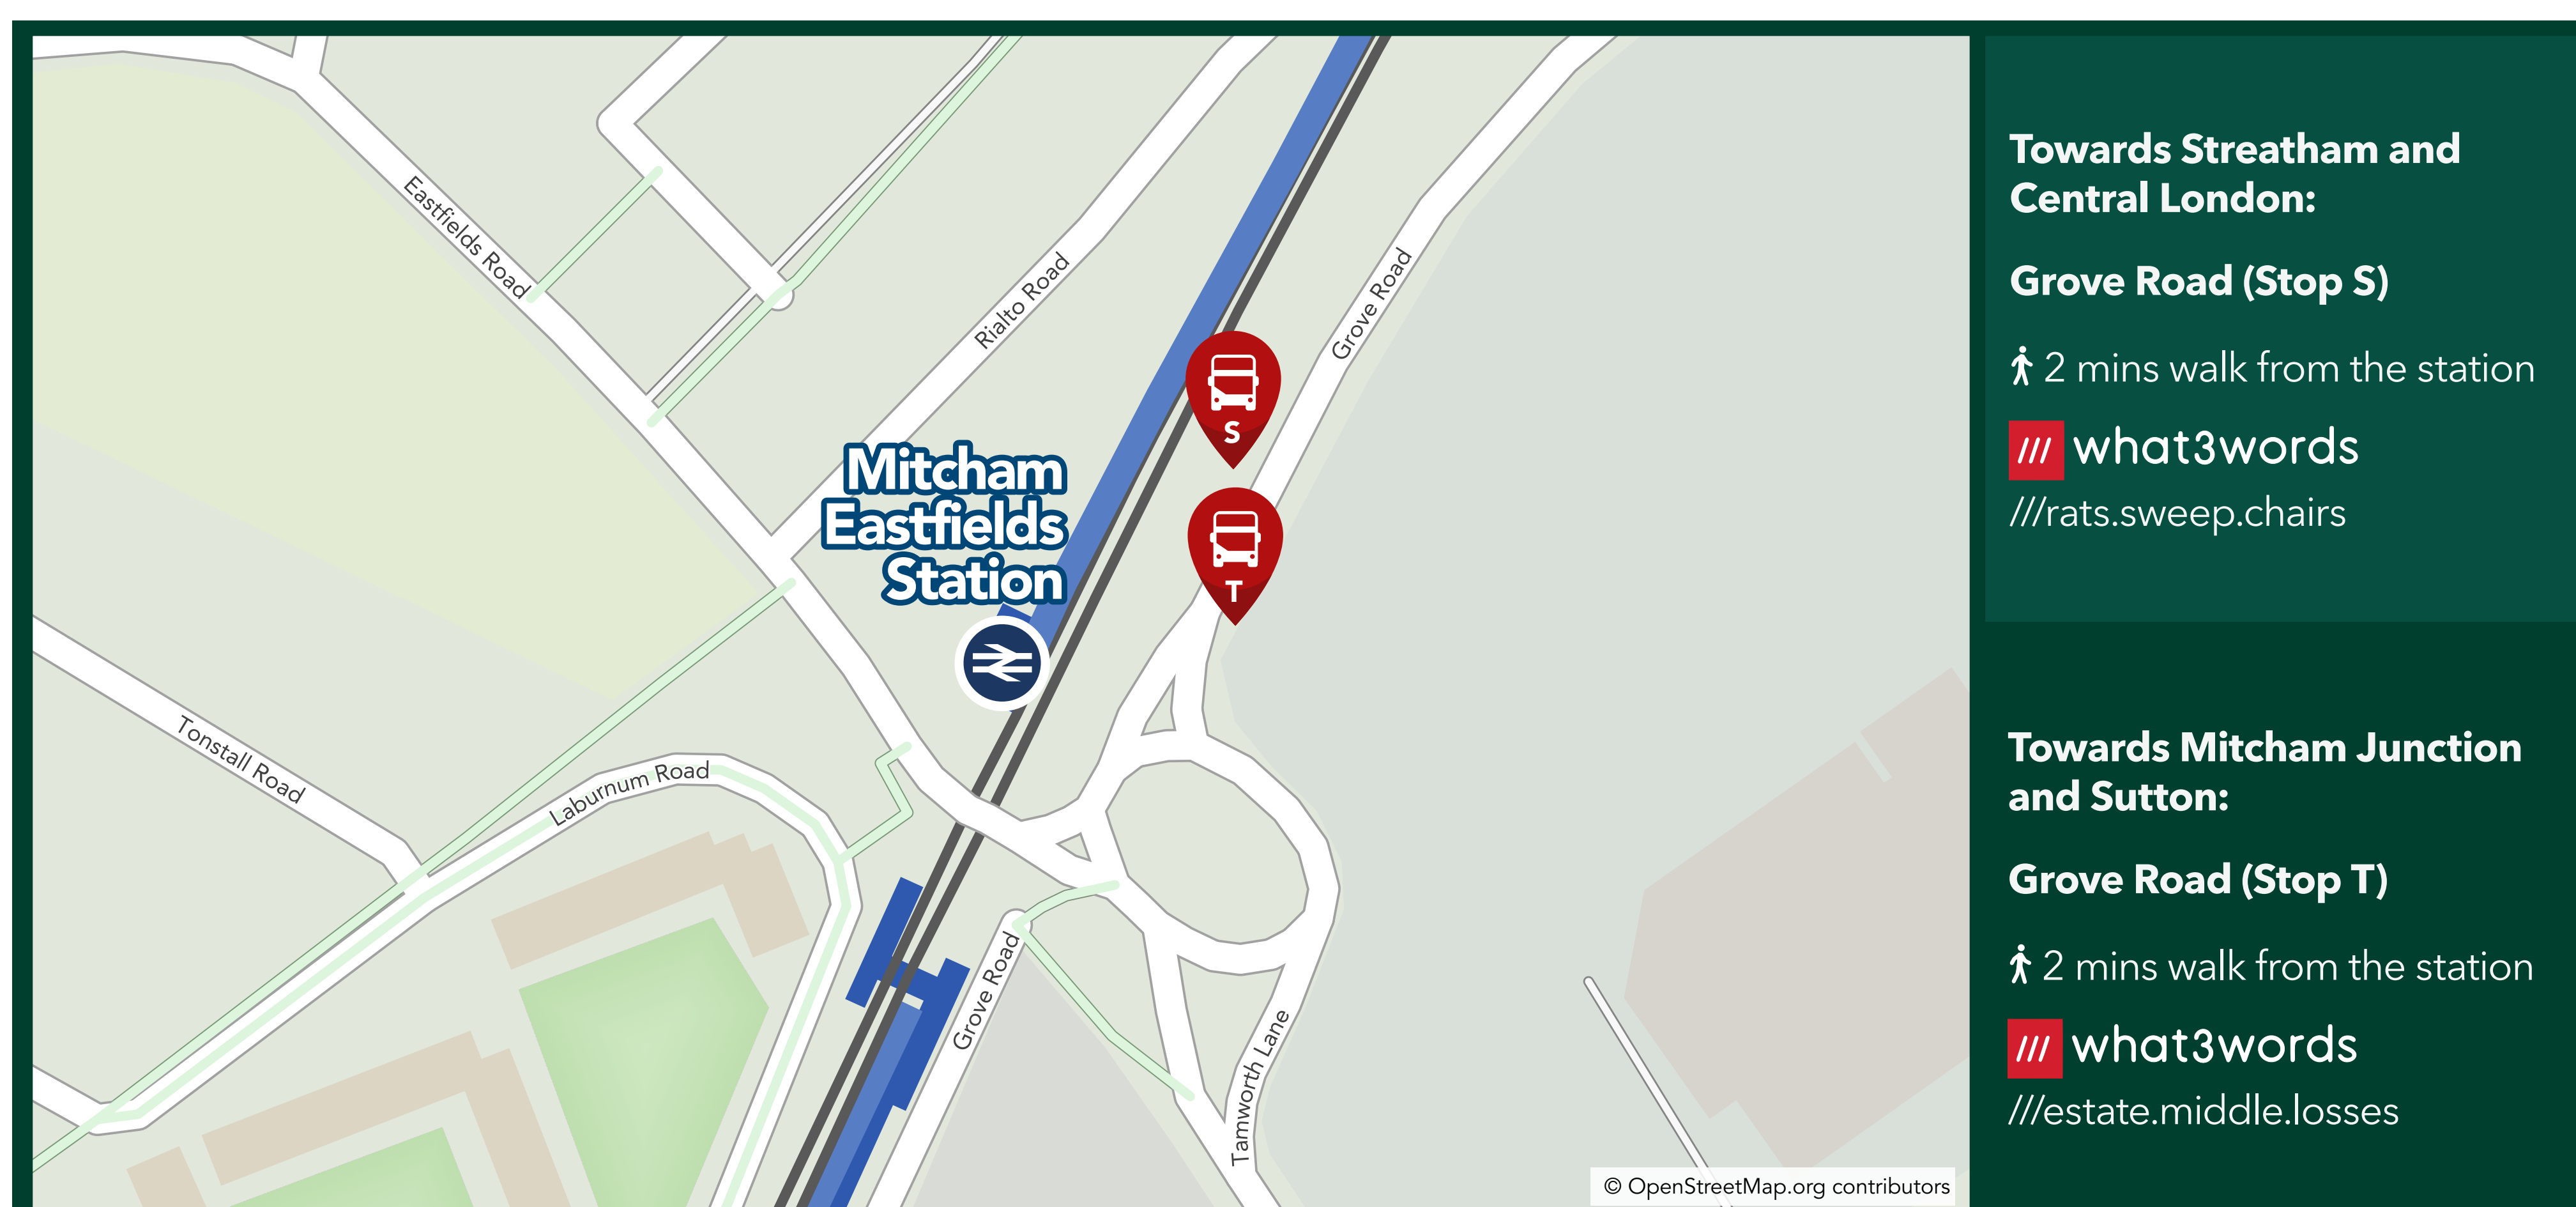 Eastfields Road
Rialto Road
Grove Road
S
Mitcham
Eastfields
Station
T
Tonstall Road
Laburnum Road
Grove Road
Tamworth Lane
© OpenStreetMap.org contributors
Towards Streatham and
Central London:
Grove Road (Stop S)
2 mins walk from the station
/// what3words
///rats.sweep.chairs
Towards Mitcham Junction
and Sutton:
Grove Road (Stop T)
2 mins walk from the station
/// what3words
///estate.middle.losses